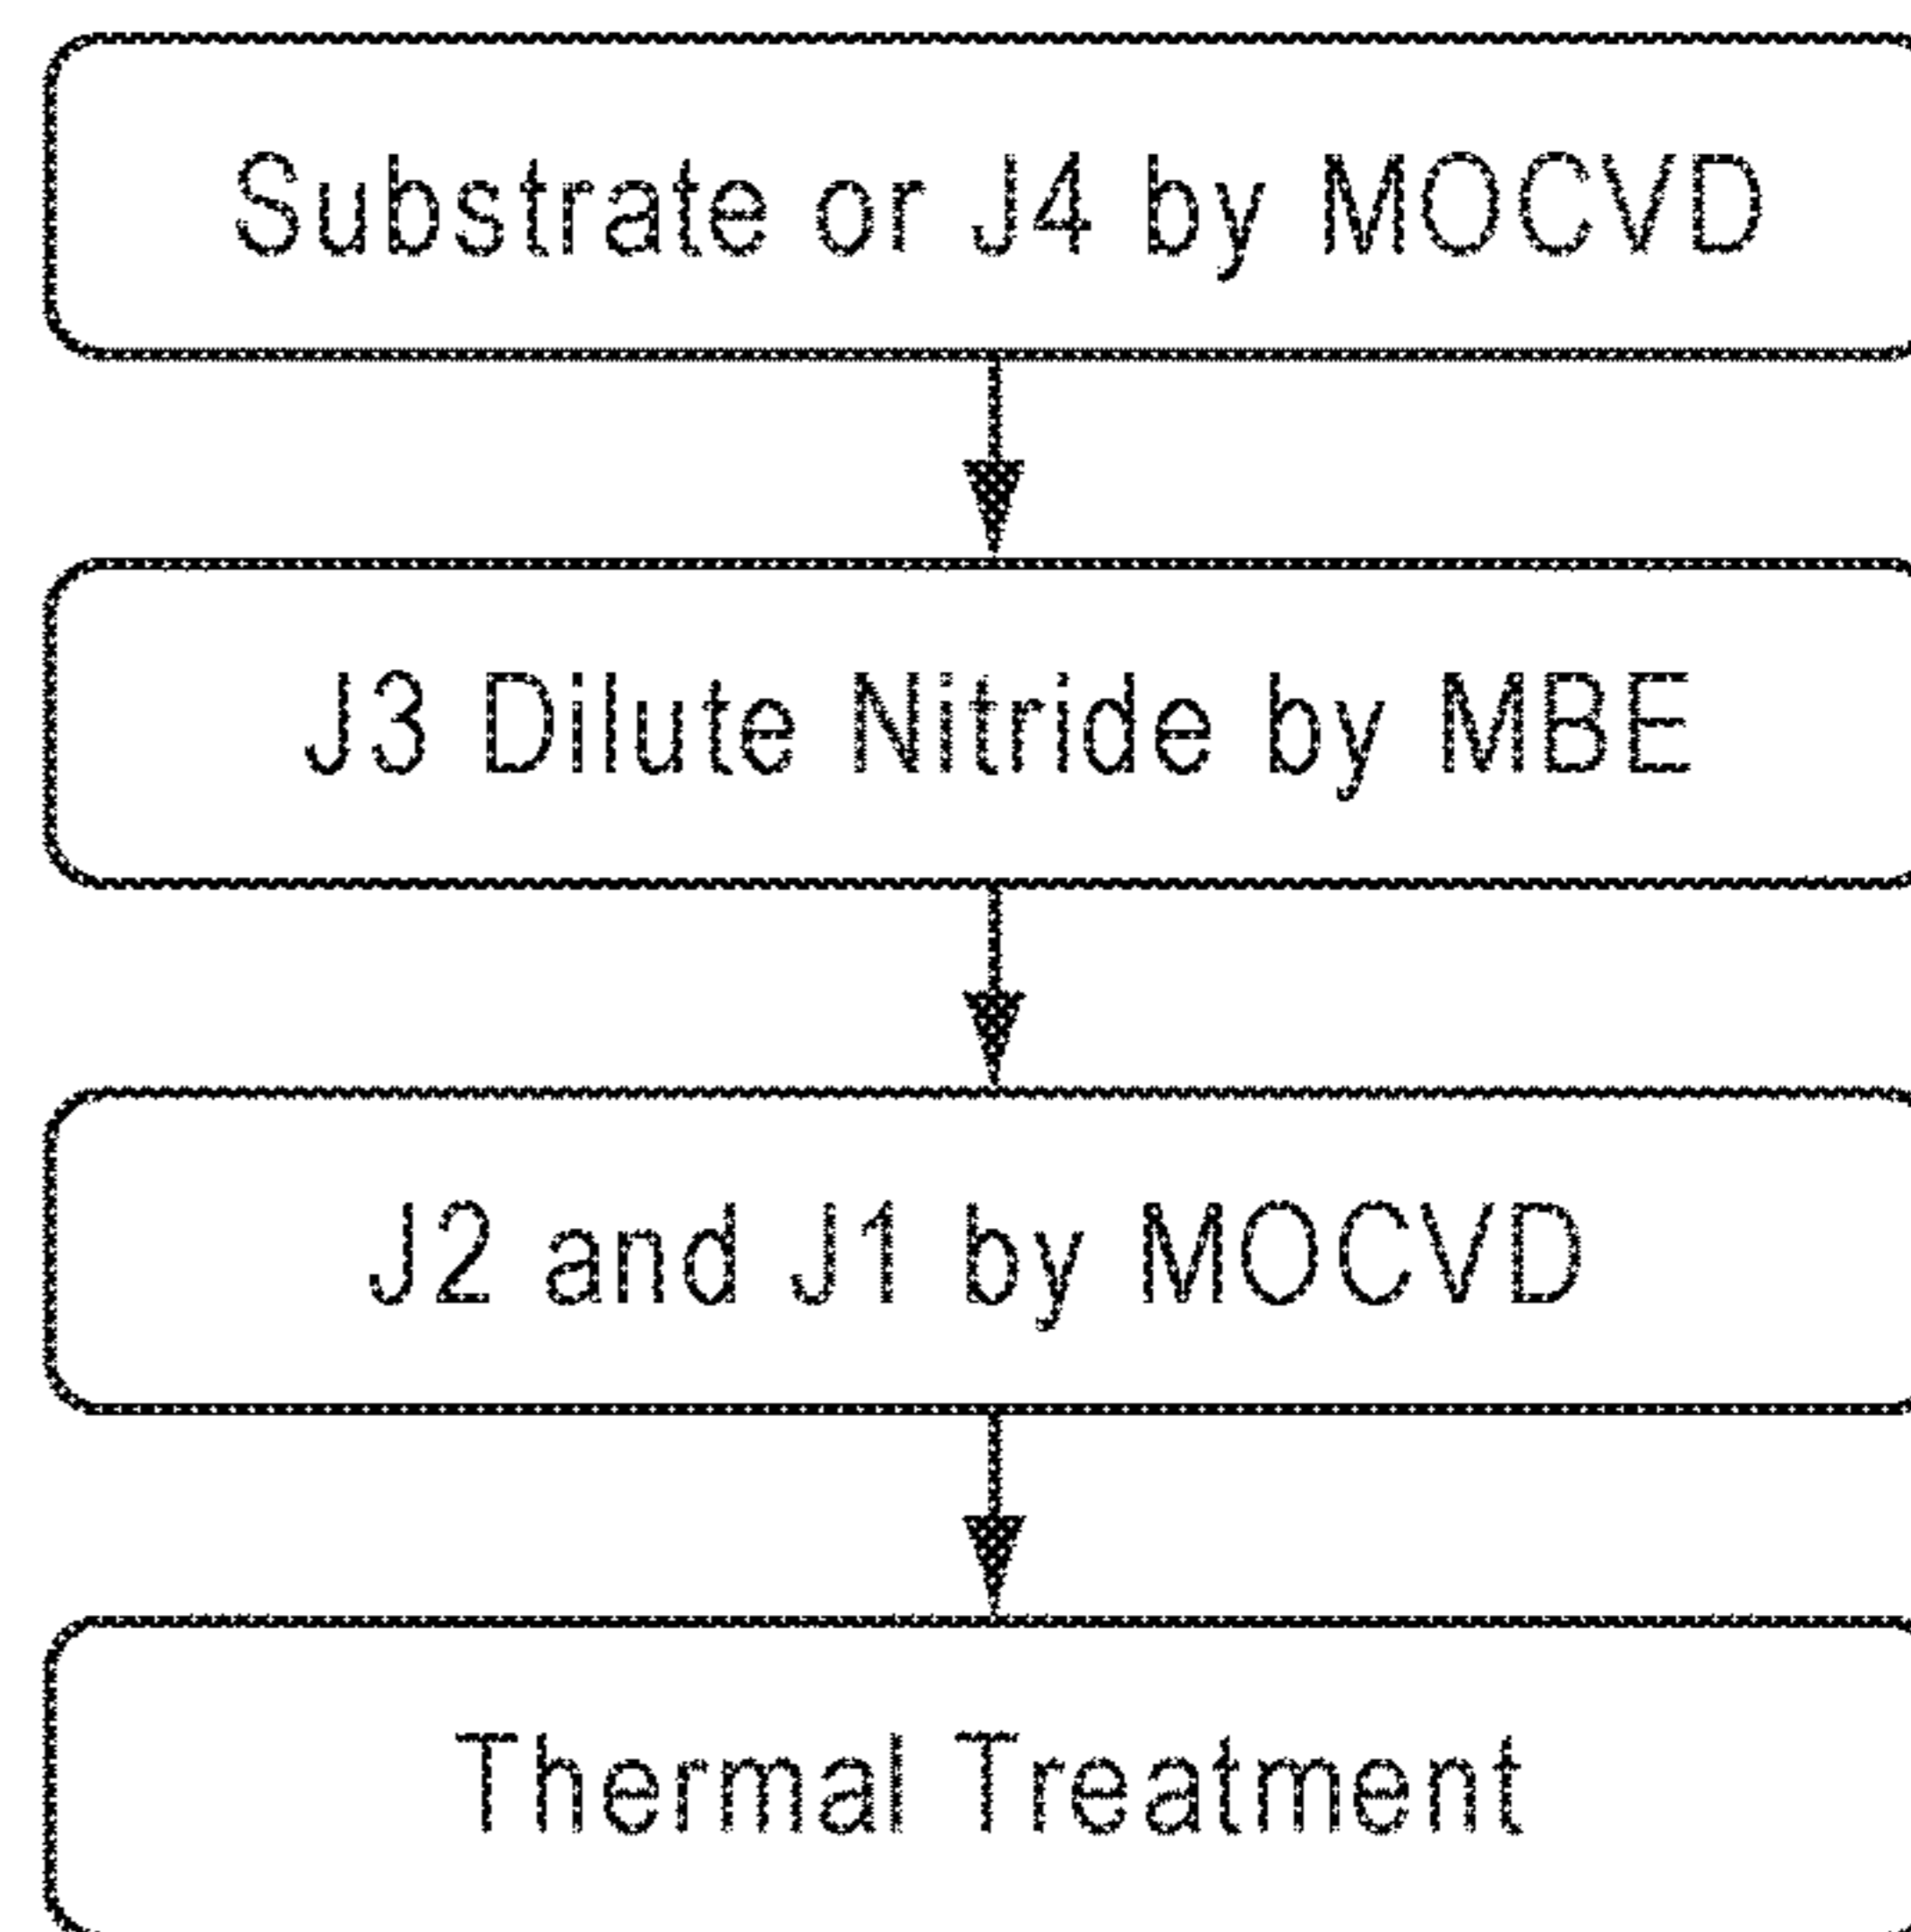 Substrate or J4 by MOCVD
J3 Dilute Nitride by MBE
J2 and J1 by MOCVD
Thermal Treatment